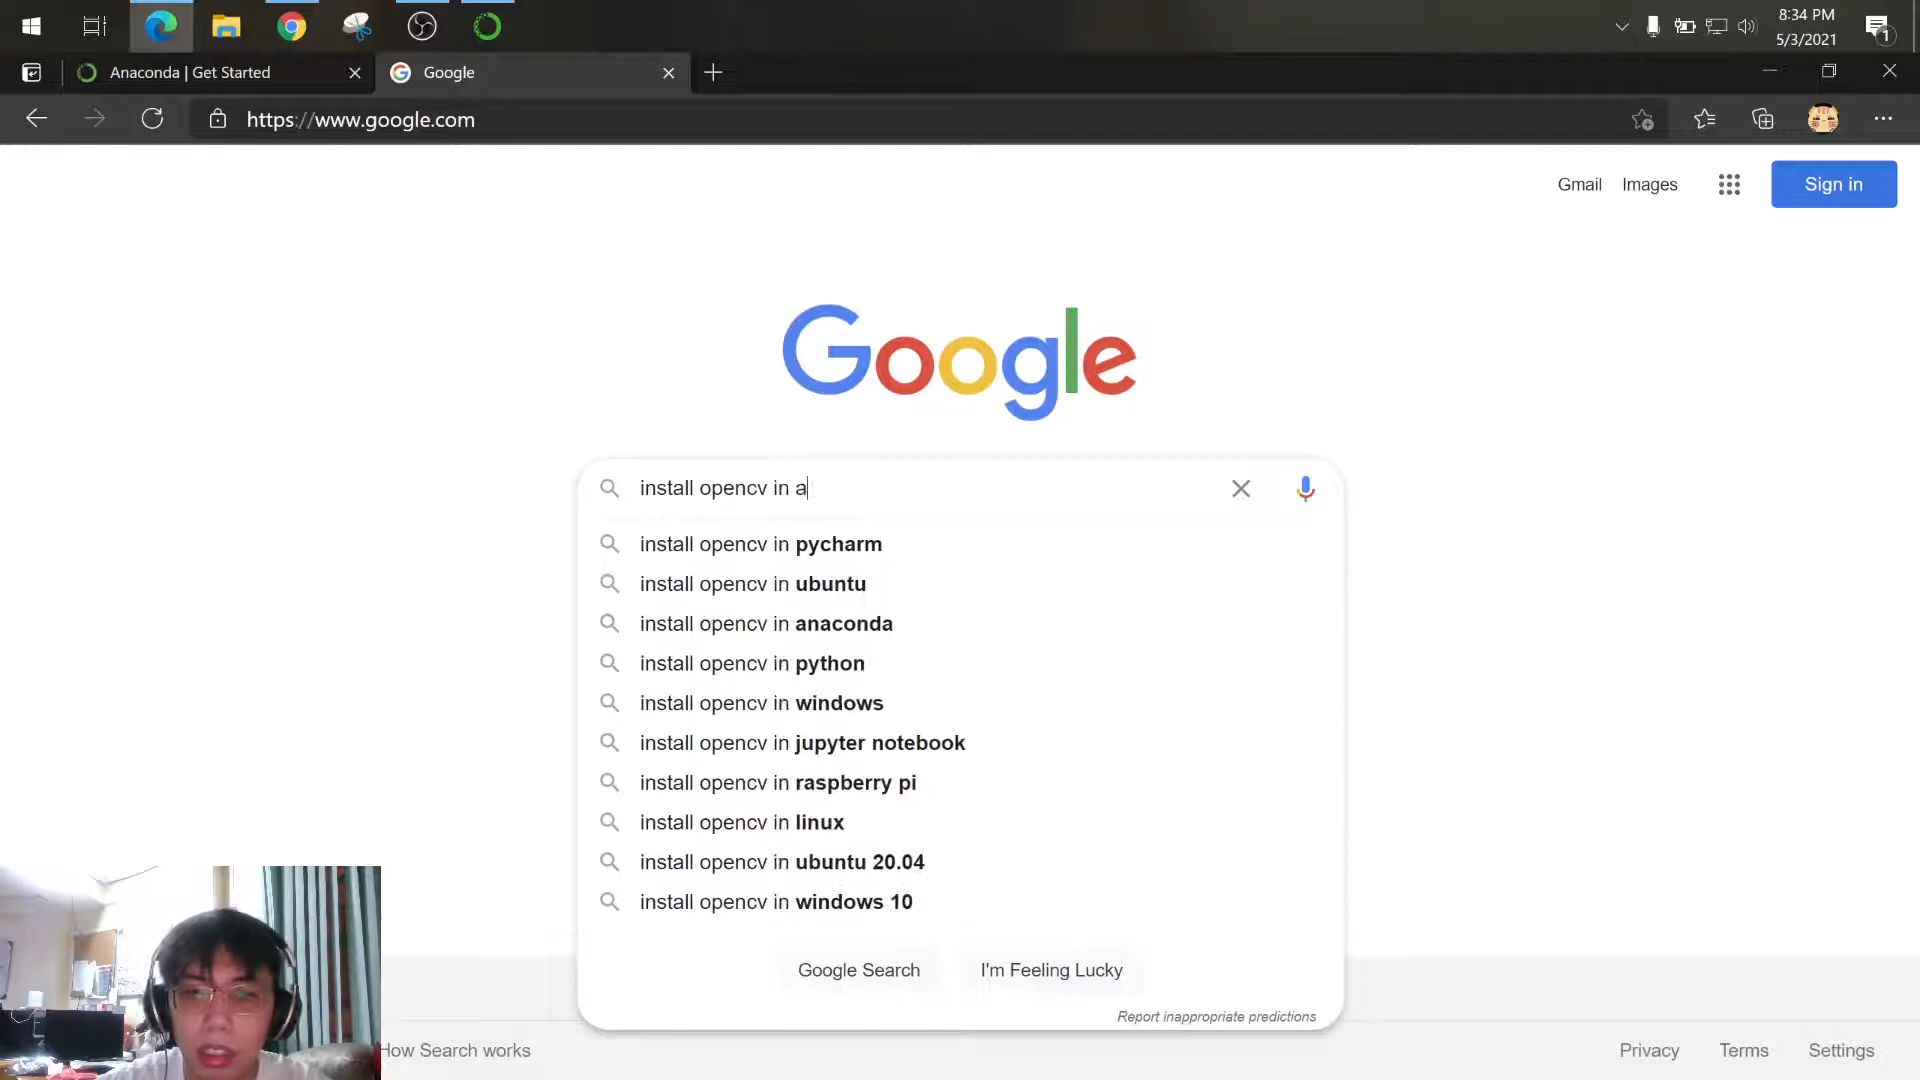 8:34 PM
5/3/2021
1
Anaconda | Get Started
Google
https://www.google.com
Gmail
Images
Sign in
Google
install opencv in a
install opencv in pycharm
install opencv in ubuntu
install opencv in anaconda
install opencv in python
install opencv in windows
install opencv in jupyter notebook
install opencv in raspberry pi
install opencv in linux
install opencv in ubuntu 20.04
install opencv in windows 10
Google Search
I'm Feeling Lucky
Report inappropriate predictions
How Search works
Privacy
Terms
Settings